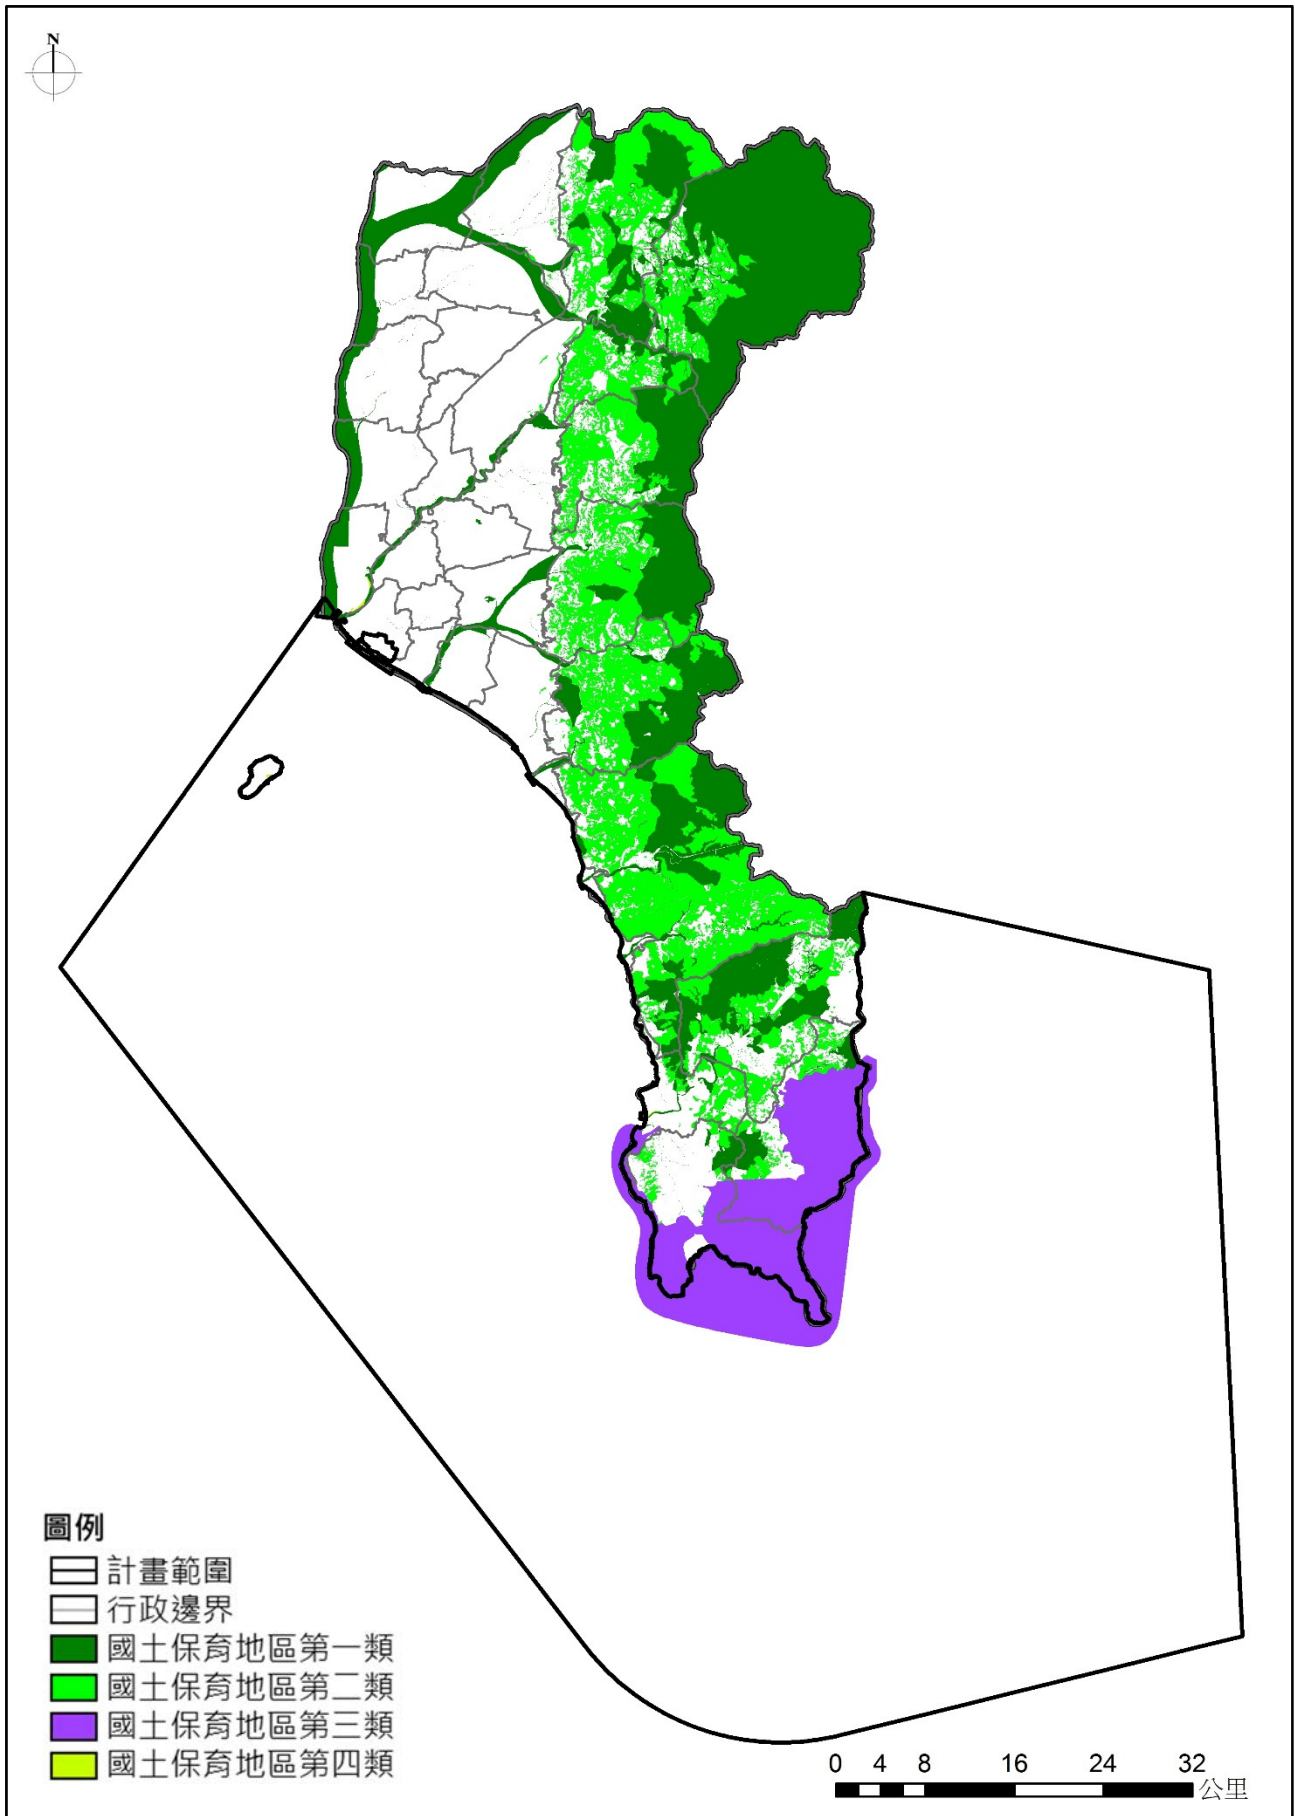 N
圖例
計畫範圍
行政邊界
國土保育地區第一類
國土保育地區第二類
國土保育地區第三類
國土保育地區第四類
0 4 8 16 24 32
公里